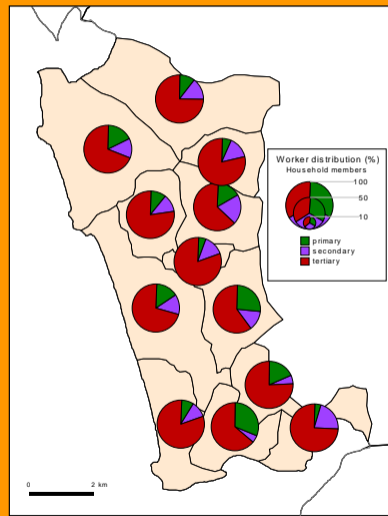 Worker distribution (%)
Household members
100
50
10
primary
secondary
tertiary
0 2 km